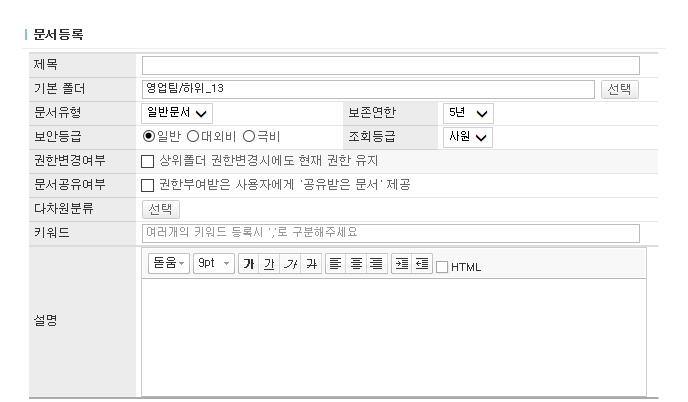 문서등록
제목
기본 폴더 영업팀/하위_13 선택
문서유형 일반문서 보존연한 5년
보안등급 일반 대외비 극비 조회등급 사원
권한변경여부 상위폴더 권한변경시에도 현재 권한 유지
문서공유여부 권한부여받은 사용자에게 '공유받은 문서' 제공
다차원분류 선택
키워드 여러개의 키워드 등록시 ','로 구분해주세요
돋움 9pt 가 가 가 가 HTML
설명